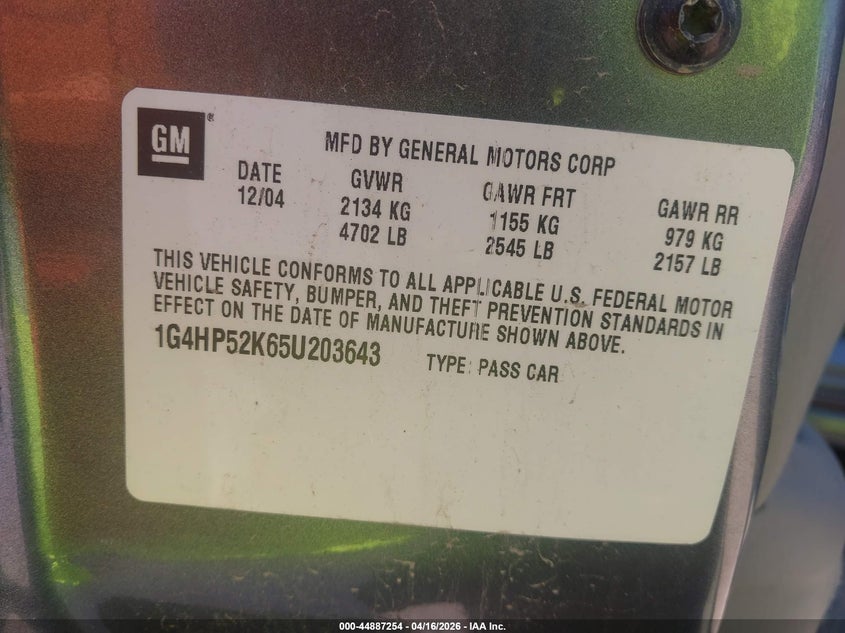 GM®
MFD BY GENERAL MOTORS CORP
DATE GVWR GAWR FRT GAWR RR
12/04 2134 KG 1155 KG 979 KG
4702 LB 2545 LB 2157 LB
THIS VEHICLE CONFORMS TO ALL APPLICABLE U.S. FEDERAL MOTOR
VEHICLE SAFETY, BUMPER, AND THEFT PREVENTION STANDARDS IN
EFFECT ON THE DATE OF MANUFACTURE SHOWN ABOVE.
1G4HP52K65U203643 TYPE: PASS CAR
000-44887254 - 04/16/2026 - IAA Inc.